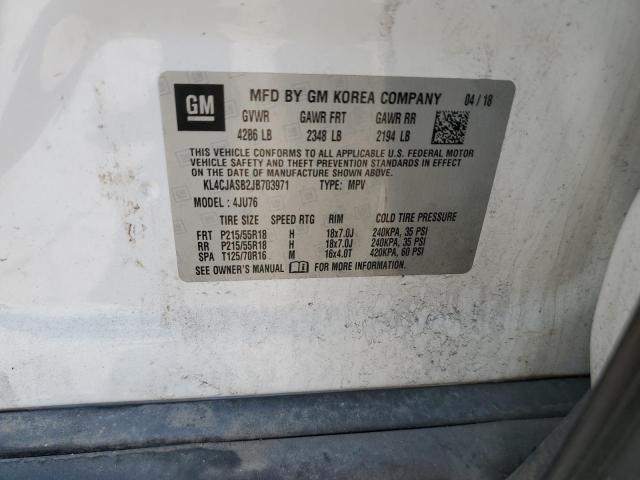 GM
MFD BY GM KOREA COMPANY 04 / 18
GVWR GAWR FRT GAWR RR
4286 LB 2348 LB 2194 LB
THIS VEHICLE CONFORMS TO ALL APPLICABLE U.S. FEDERAL MOTOR
VEHICLE SAFETY AND THEFT PREVENTION STANDARDS IN EFFECT ON
THE DATE OF MANUFACTURE SHOWN ABOVE.
KL4CJASB2JB703971 TYPE: MPV
MODEL : 4JU76
TIRE SIZE SPEED RTG RIM COLD TIRE PRESSURE
FRT P215/55R18 H 18x7.0J 240KPA, 35 PSI
RR P215/55R18 H 18x7.0J 240KPA, 35 PSI
SPA T125/70R16 M 16x4.0T 420KPA, 60 PSI
SEE OWNER'S MANUAL FOR MORE INFORMATION.